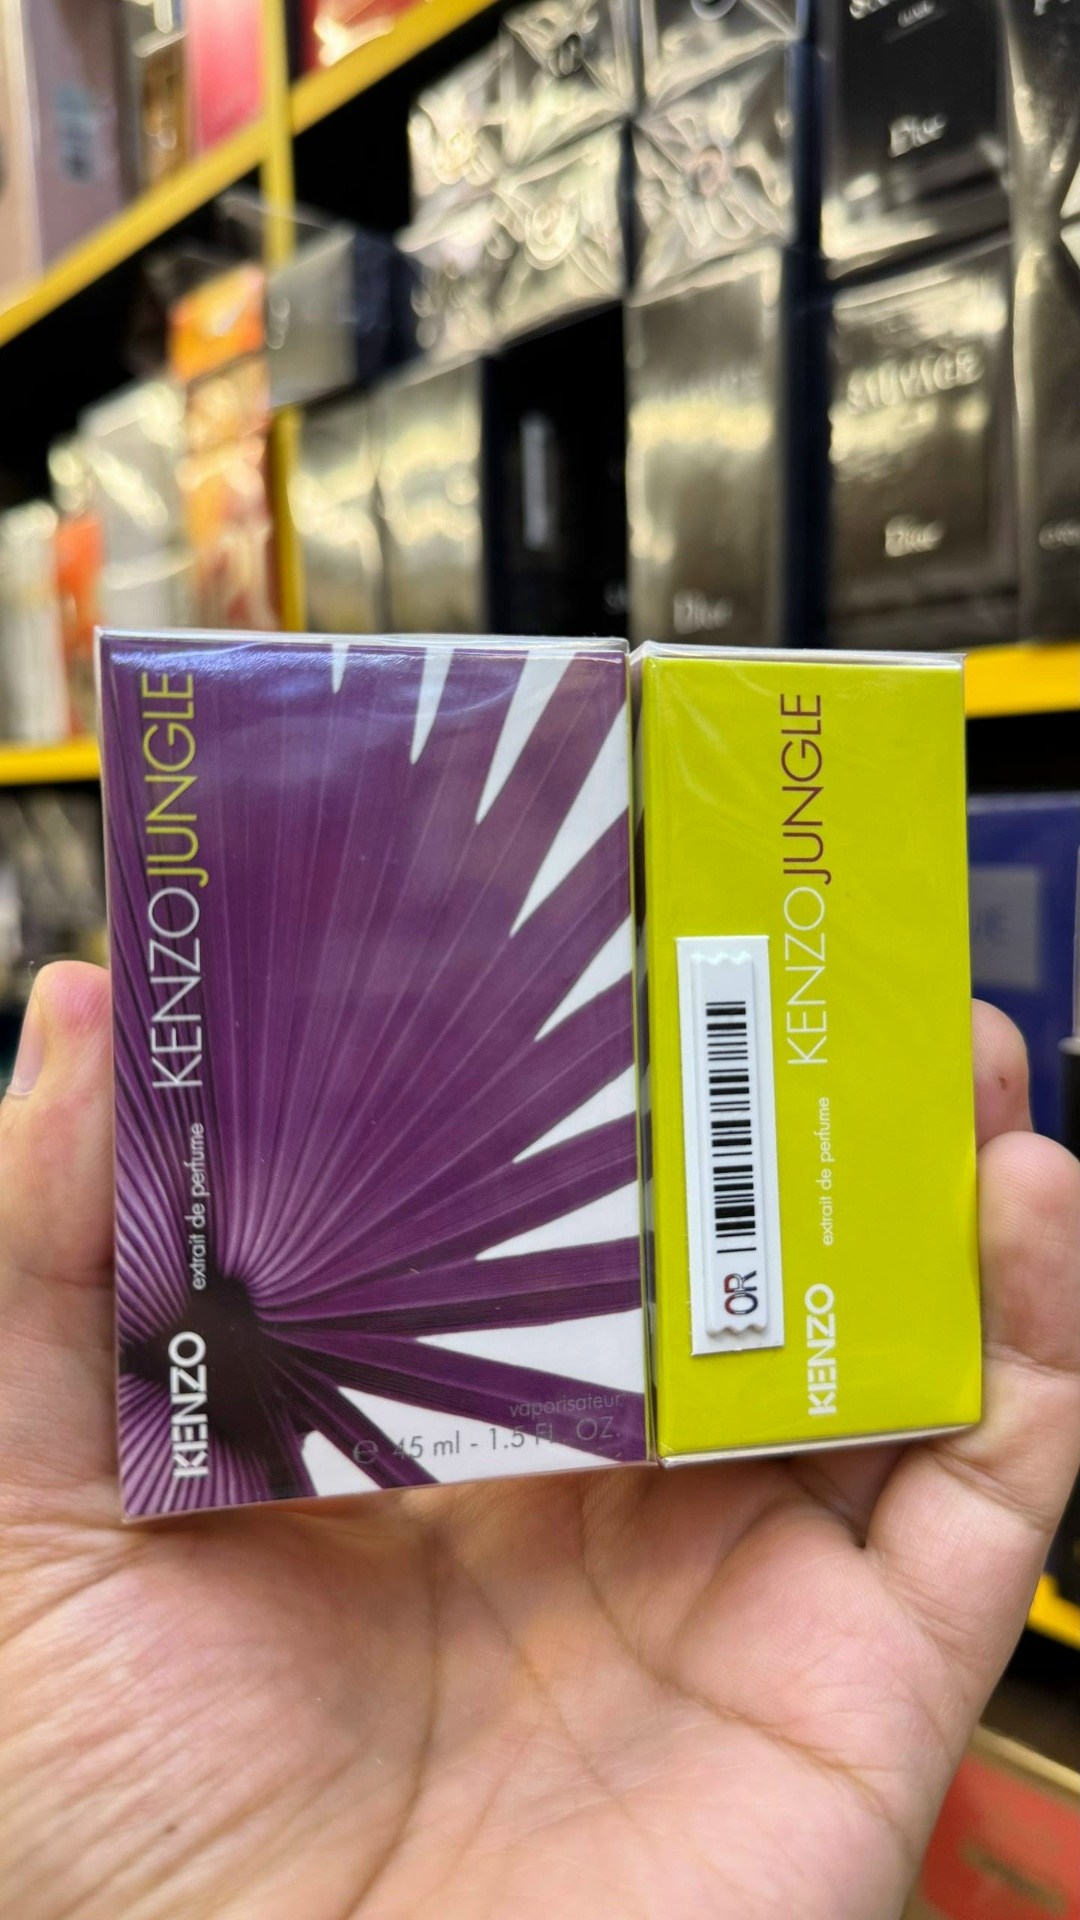 Dior
SAUVAGE
Dior
Dior
KENZOJUNGLE
extrait de perfume
KENZO
vaporisateur
e 45 ml - 1.5 FL. OZ.
KENZOJUNGLE
extrait de perfume
KENZO
OR